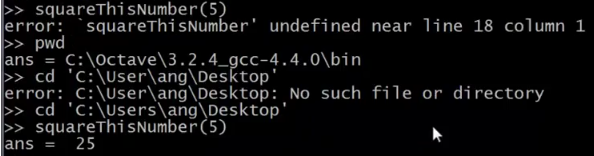 >> squareThisNumber(5)
error: `squareThisNumber' undefined near line 18 column 1
>> pwd
ans = C:\Octave\3.2.4_gcc-4.4.0\bin
>> cd 'C:\User\ang\Desktop'
error: C:\User\ang\Desktop: No such file or directory
>> cd 'C:\Users\ang\Desktop'
>> squareThisNumber(5)
ans =  25